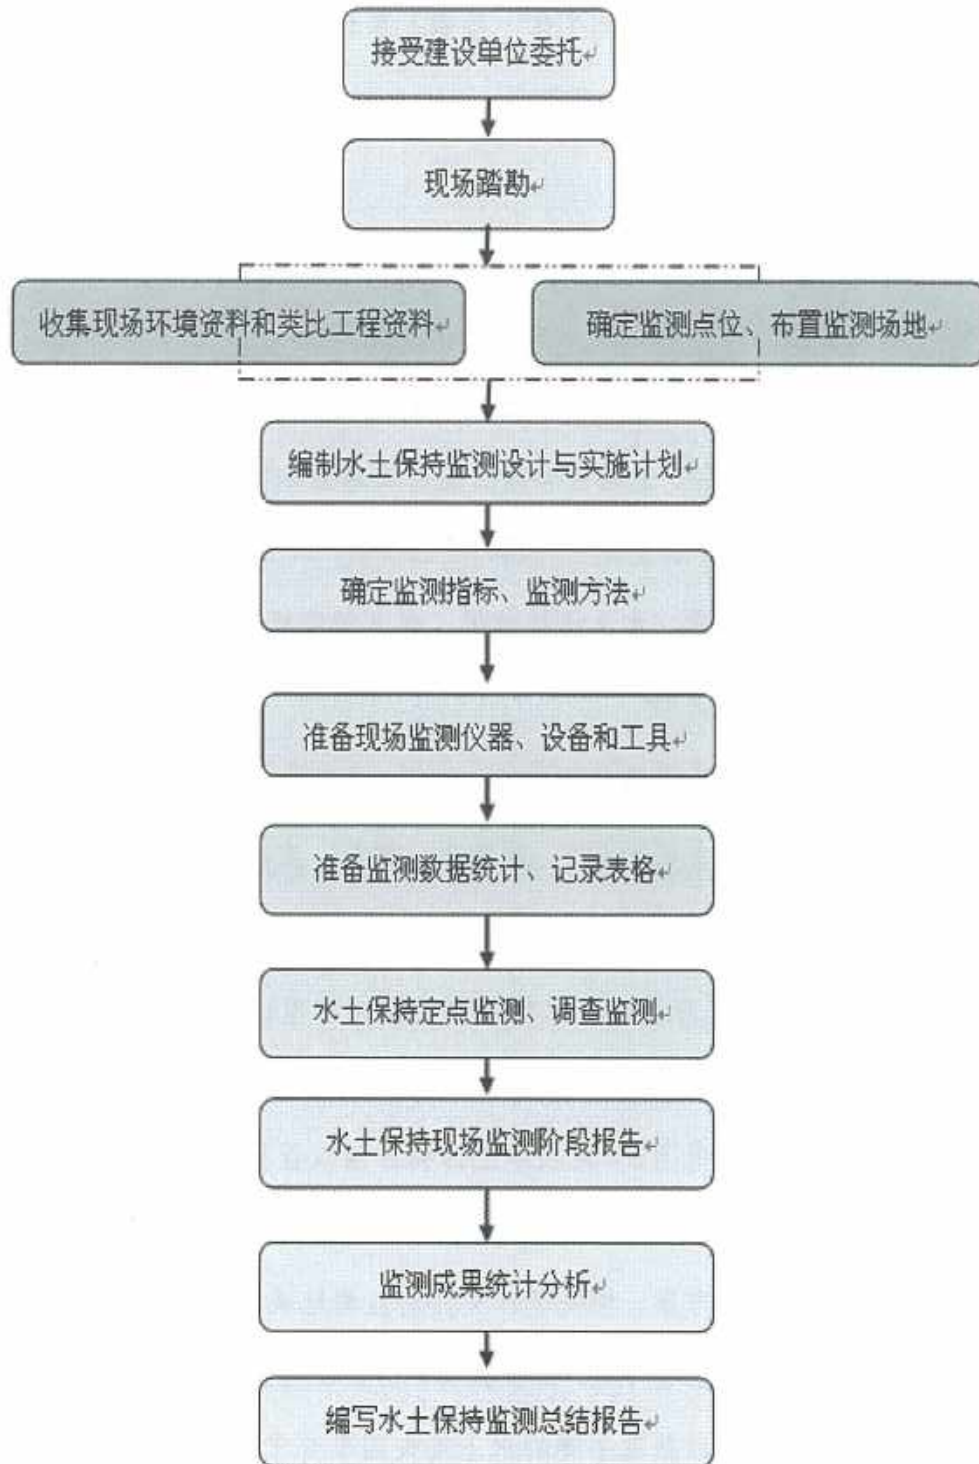 接受建设单位委托
现场踏勘
收集现场环境资料和类比工程资料
确定监测点位、布置监测场地
编制水土保持监测设计与实施计划
确定监测指标、监测方法
准备现场监测仪器、设备和工具
准备监测数据统计、记录表格
水土保持定点监测、调查监测
水土保持现场监测阶段报告
监测成果统计分析
编写水土保持监测总结报告